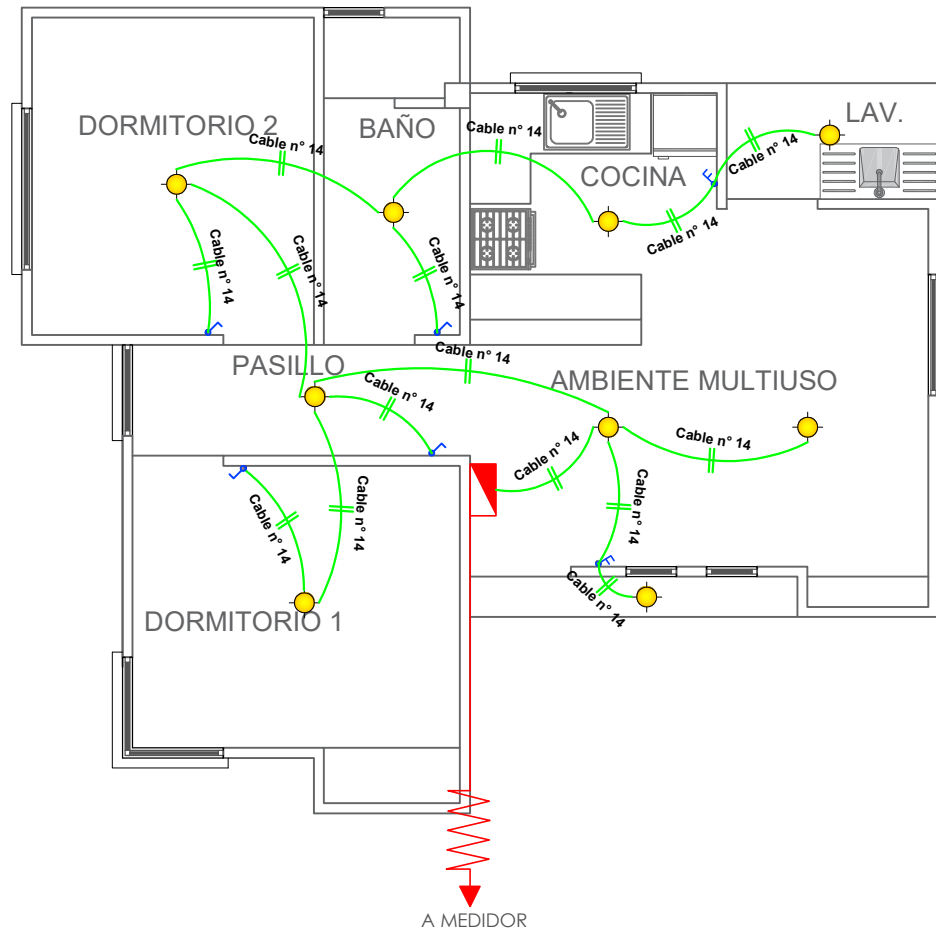 LAV.
DORMITORIO 2
BAÑO
Cable n° 14
Cable n° 14
Cable n° 14
COCINA
Cable n° 14
Cable n° 14
Cable n° 14
Cable n° 14
Cable n° 14
PASILLO
AMBIENTE MULTIUSO
Cable n° 14
Cable n° 14
Cable n° 14
Cable n° 14
Cable n° 14
Cable n° 14
Cable n° 14
Cable n° 14
DORMITORIO 1
A MEDIDOR